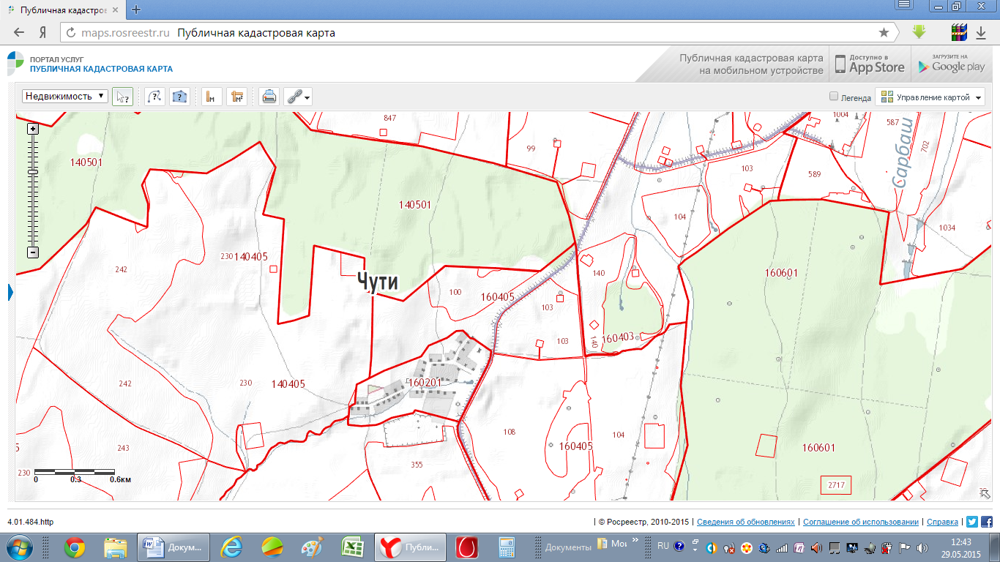 Публичная кадастров
maps.rosreestr.ru Публичная кадастровая карта
ПОРТАЛ УСЛУГ
ПУБЛИЧНАЯ КАДАСТРОВАЯ КАРТА
Публичная кадастровая карта
на мобильном устройстве
Доступно в
App Store
ЗАГРУЗИТЕ НА
Google play
Недвижимость
Легенда
Управление картой
847
1004
587
702
Сарбаш
99
140501
140501
103
589
104
1034
230
140405
242
140
160601
Чути
100
160405
103
103
140
160403
242
230
140405
160201
243
108
160405
104
160601
355
230
2717
0
0.3
0.6км
4.01.484.http
© Росреестр, 2010-2015
Сведения об обновлениях
Соглашение об использовании
Справка
Докум...
Публи...
Документы
Мог
RU
12:43
29.05.2015